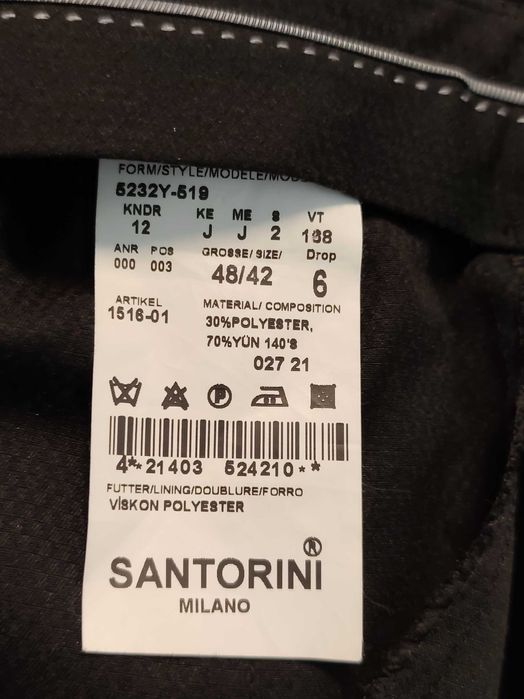 FORM/STYLE/MODELE/MOD
5232Y-519
KNDR KE ME S VT
12 J J 2 198
ANR POS GROSSE/ SIZE/ Drop
000 003 48/42 6
ARTIKEL MATERIAL/ COMPOSITION
1516-01 30%POLYESTER,
70%YÜN 140'S
027 21
P
4**21403 524210**
FUTTER/LINING/DOUBLURE/FORRO
VİSKON POLYESTER
SANTORINI ®
MILANO